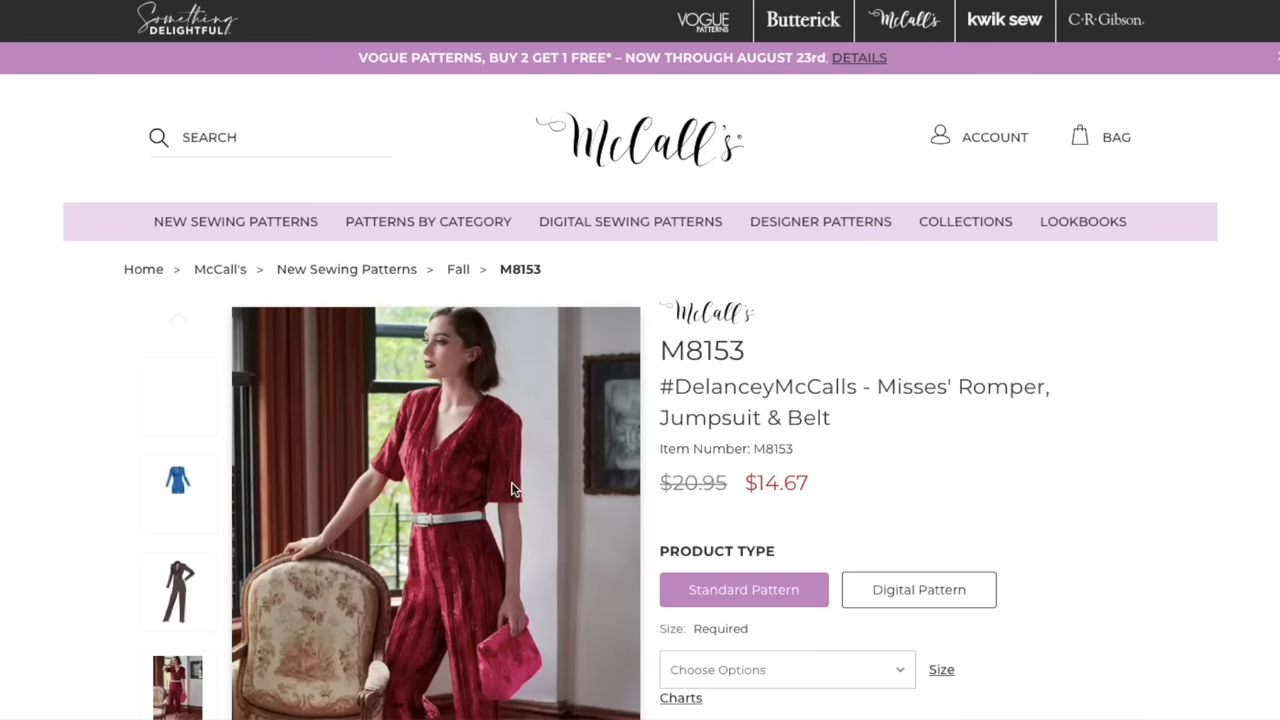 Something
DELIGHTFUL!
VOGUE
PATTERNS
Butterick
McCall's
kwik sew
C·R·Gibson®
VOGUE PATTERNS, BUY 2 GET 1 FREE* – NOW THROUGH AUGUST 23rd. DETAILS
SEARCH
McCall's®
ACCOUNT
BAG
NEW SEWING PATTERNS
PATTERNS BY CATEGORY
DIGITAL SEWING PATTERNS
DESIGNER PATTERNS
COLLECTIONS
LOOKBOOKS
Home > McCall's > New Sewing Patterns > Fall > M8153
McCall's
M8153
#DelanceyMcCalls - Misses' Romper,
Jumpsuit & Belt
Item Number: M8153
$20.95 $14.67
PRODUCT TYPE
Standard Pattern
Digital Pattern
Size: Required
Choose Options
Size
Charts